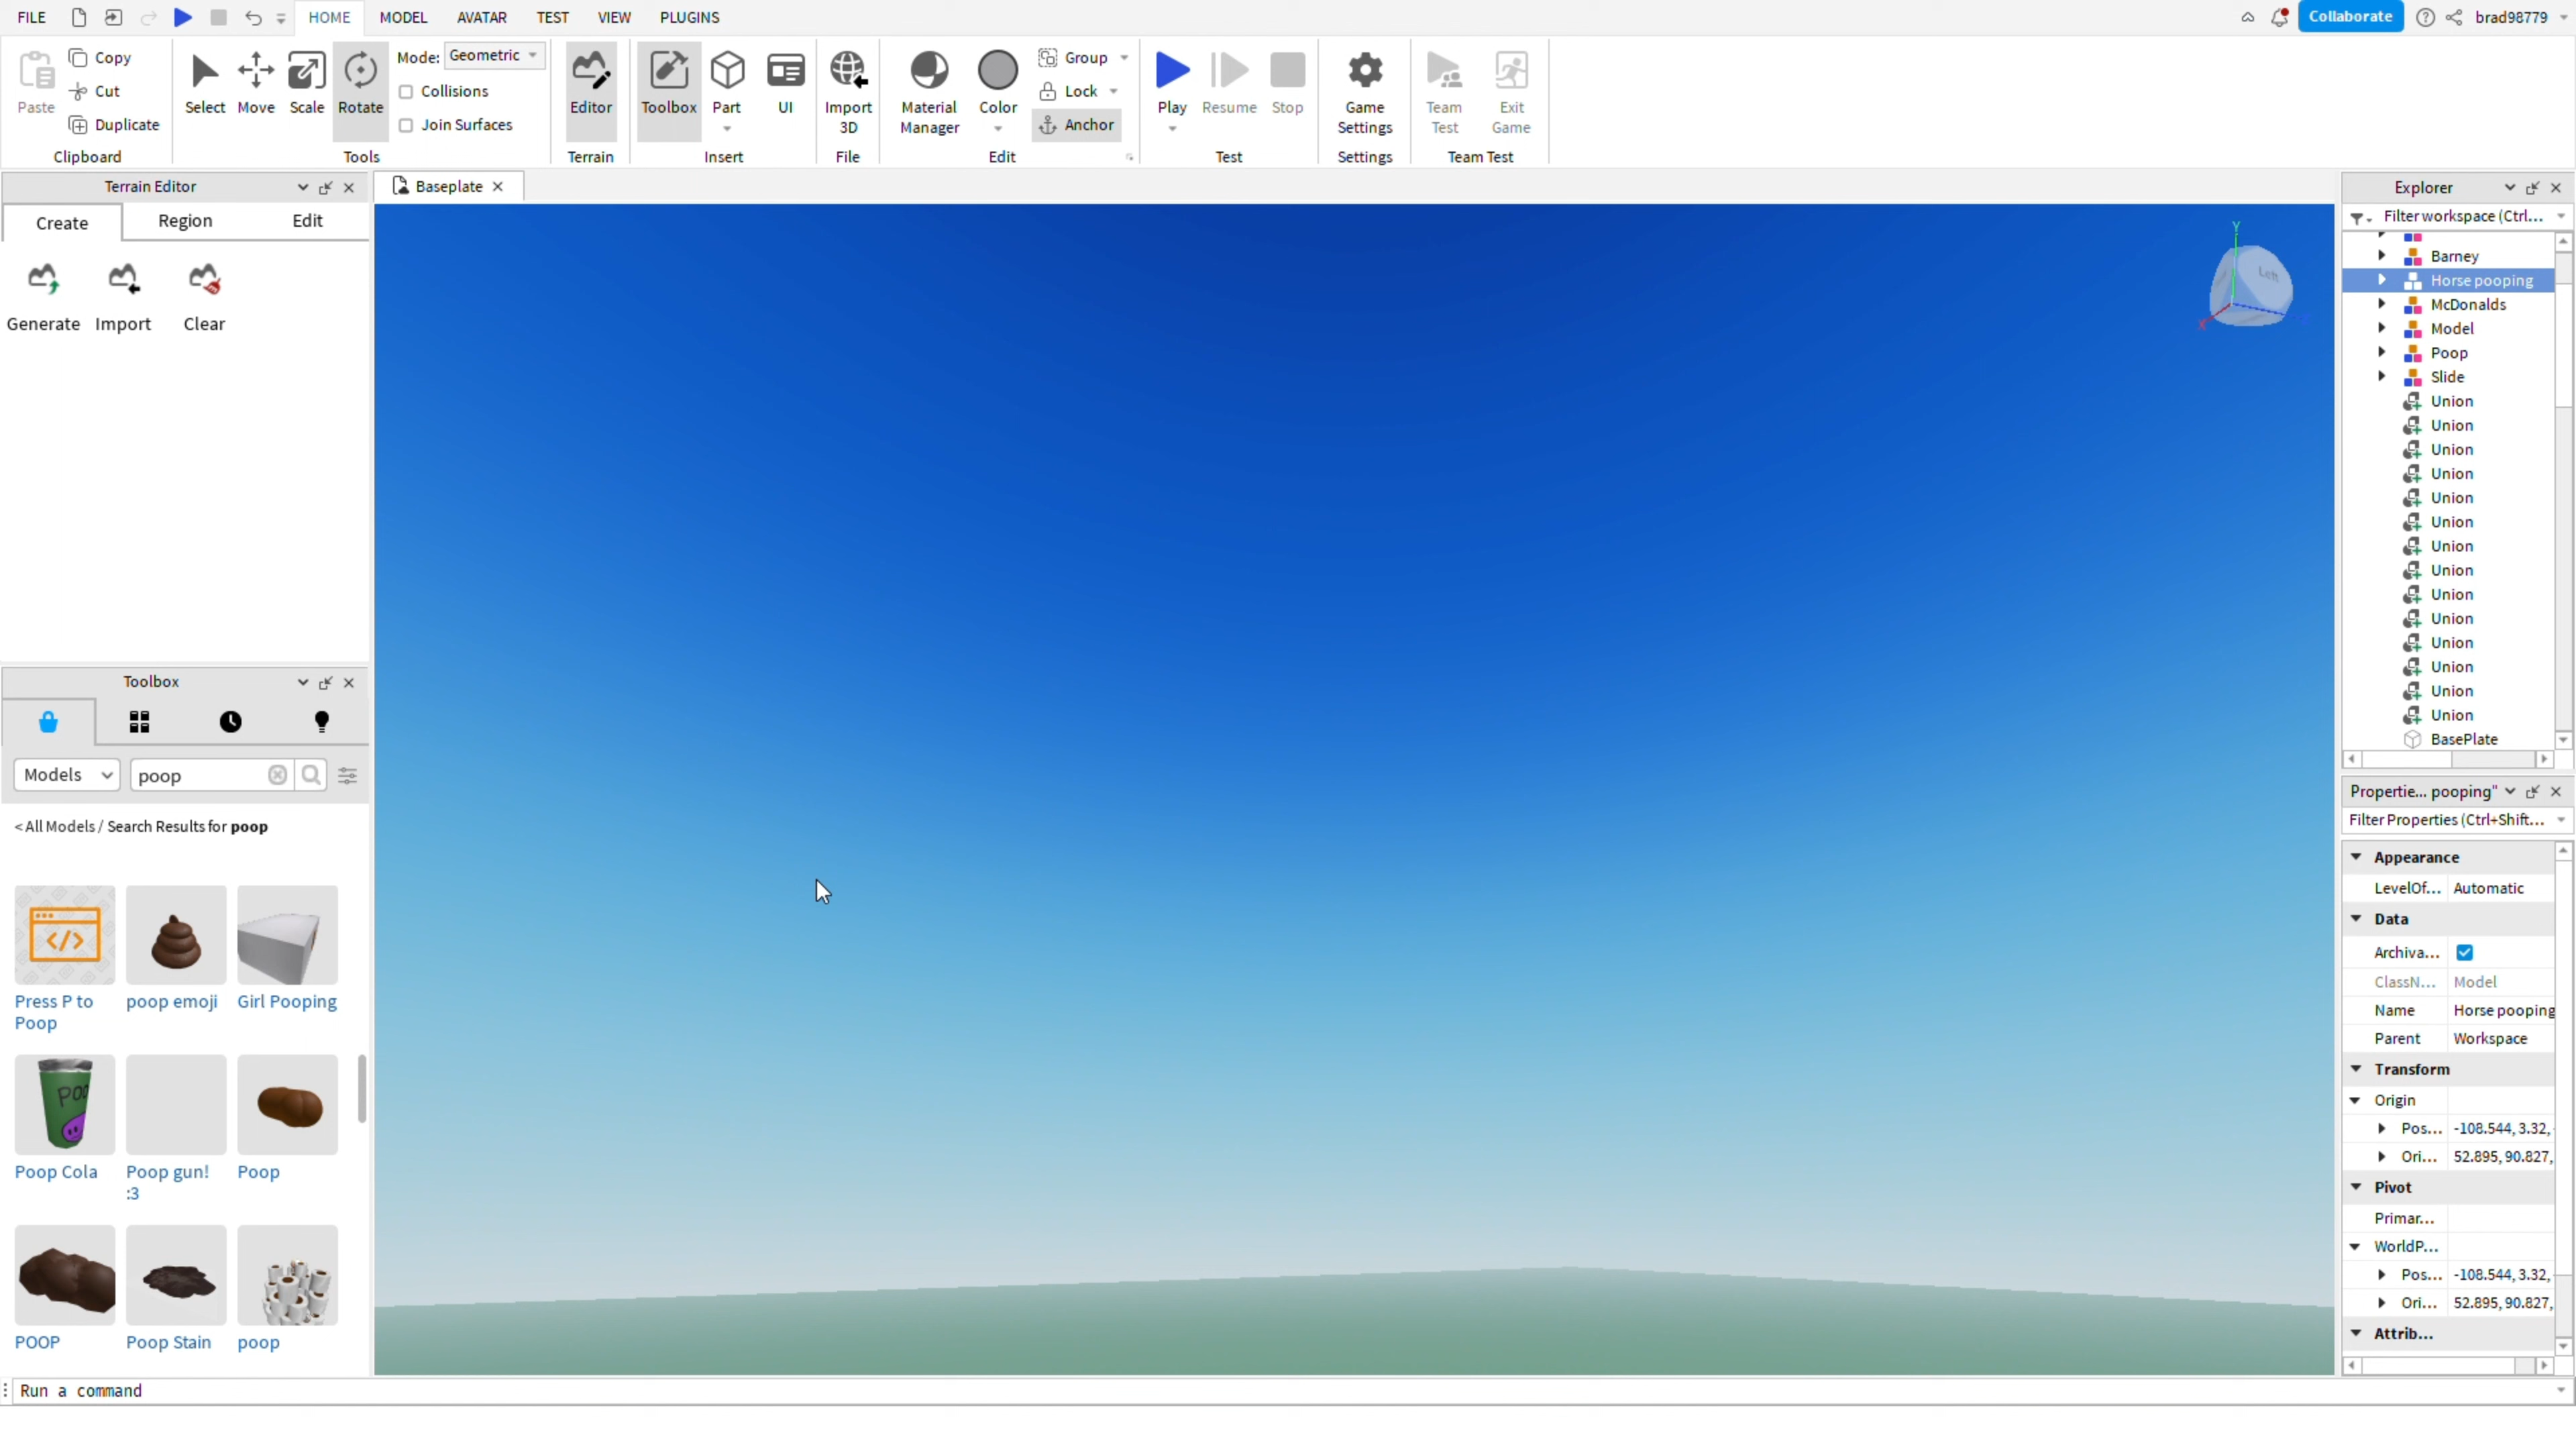 FILE HOME MODEL AVATAR TEST VIEW PLUGINS Collaborate brad98779
Paste Copy Cut Duplicate
Clipboard
Select Move Scale Rotate
Mode: Geometric
Collisions
Join Surfaces
Tools
Editor
Terrain
Toolbox Part UI
Insert
Import 3D
File
Material Manager
Color
Group
Lock
Anchor
Edit
Play Resume Stop
Test
Game Settings
Settings
Team Test
Exit Game
Team Test
Terrain Editor
Create Region Edit
Generate Import Clear
Baseplate
Left
Y
X
Toolbox
Models poop
< All Models / Search Results for poop
Press P to Poop
poop emoji
Girl Pooping
POO
Poop Cola
Poop gun! :3
Poop
POOP
Poop Stain
poop
Explorer
Filter workspace (Ctrl...
Barney
Horse pooping
McDonalds
Model
Poop
Slide
Union
Union
Union
Union
Union
Union
Union
Union
Union
Union
Union
Union
Union
Union
BasePlate
Propertie... pooping"
Filter Properties (Ctrl+Shift...
Appearance
LevelOf... Automatic
Data
Archiva...
ClassN... Model
Name Horse pooping
Parent Workspace
Transform
Origin
Pos... -108.544, 3.32,
Ori... 52.895, 90.827,
Pivot
Primar...
WorldP...
Pos... -108.544, 3.32,
Ori... 52.895, 90.827,
Attrib...
Run a command